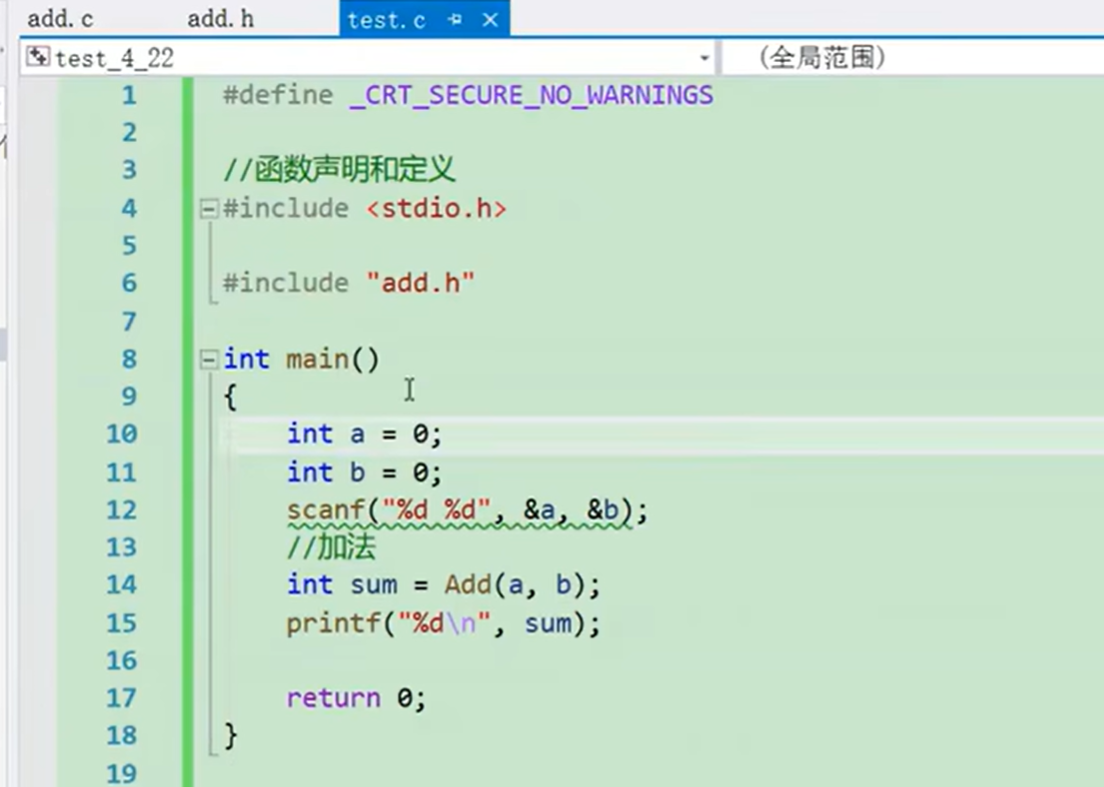 add.c add.h test.c
test_4_22 (全局范围)
1 #define _CRT_SECURE_NO_WARNINGS
2
3 //函数声明和定义
4 #include <stdio.h>
5
6 #include "add.h"
7
8 int main()
9 {
10 int a = 0;
11 int b = 0;
12 scanf("%d %d", &a, &b);
13 //加法
14 int sum = Add(a, b);
15 printf("%d\n", sum);
16
17 return 0;
18 }
19